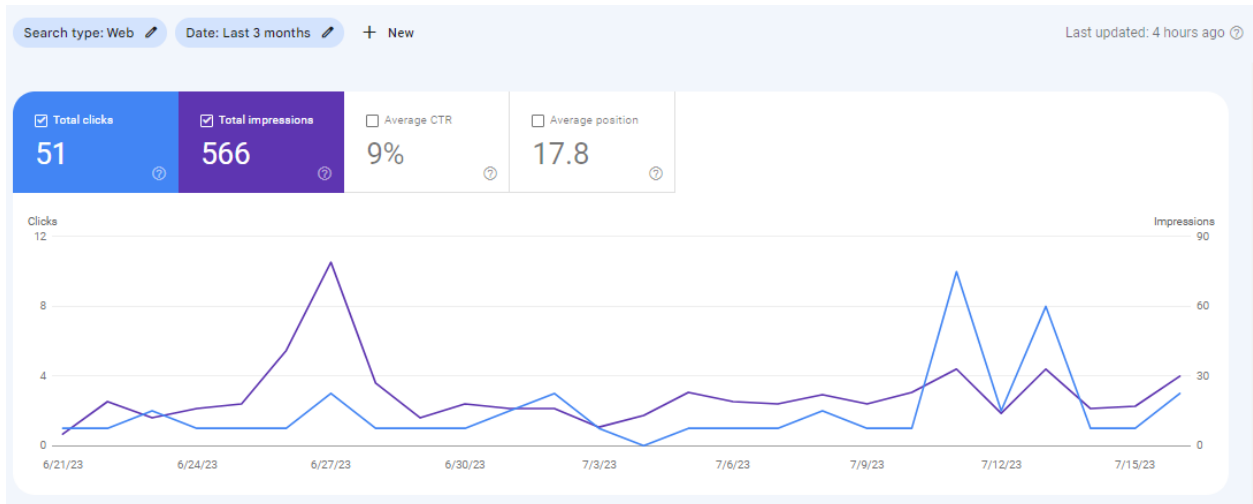 Search type: Web
Date: Last 3 months
+ New
Last updated: 4 hours ago
Total clicks
51
Total impressions
566
Average CTR
9%
Average position
17.8
Clicks
Impressions
12
90
8
60
4
30
0
0
6/21/23 6/24/23 6/27/23 6/30/23 7/3/23 7/6/23 7/9/23 7/12/23 7/15/23